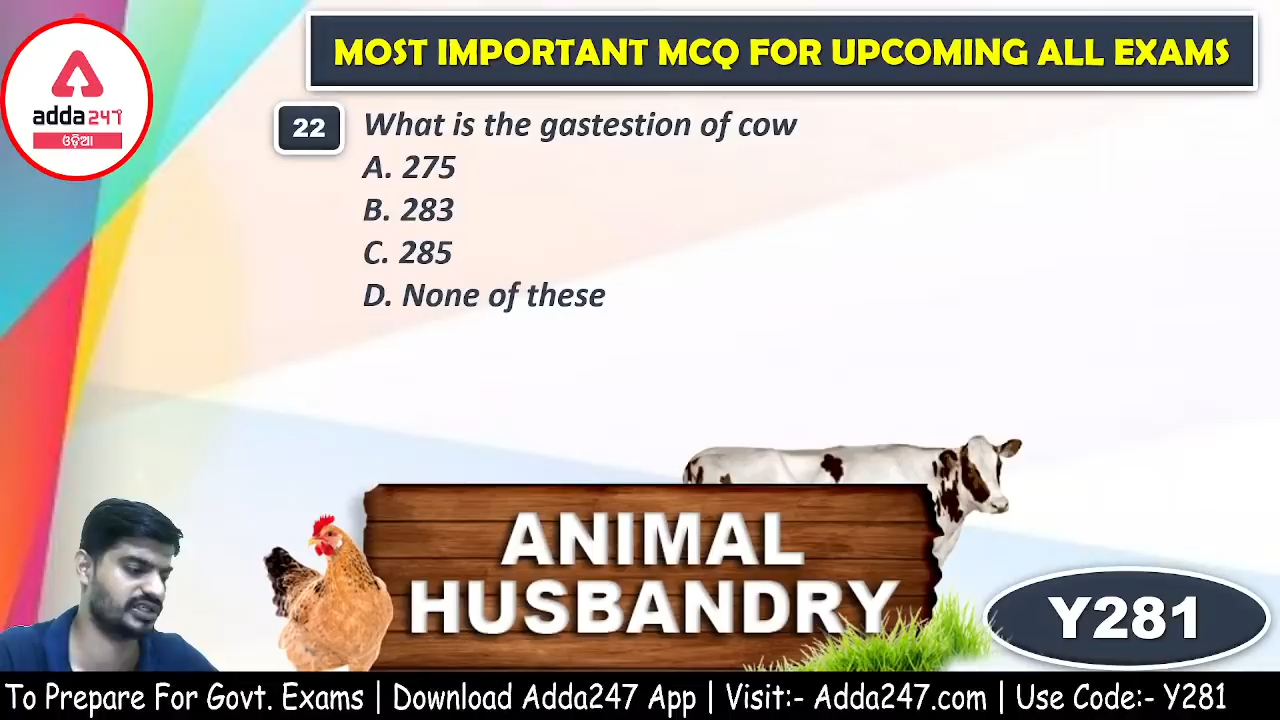 MOST IMPORTANT MCQ FOR UPCOMING ALL EXAMS
adda247
ଓଡ଼ିଆ
22 What is the gastestion of cow
A. 275
B. 283
C. 285
D. None of these
ANIMAL
HUSBANDRY
Y281
To Prepare For Govt. Exams | Download Adda247 App | Visit:- Adda247.com | Use Code:- Y281